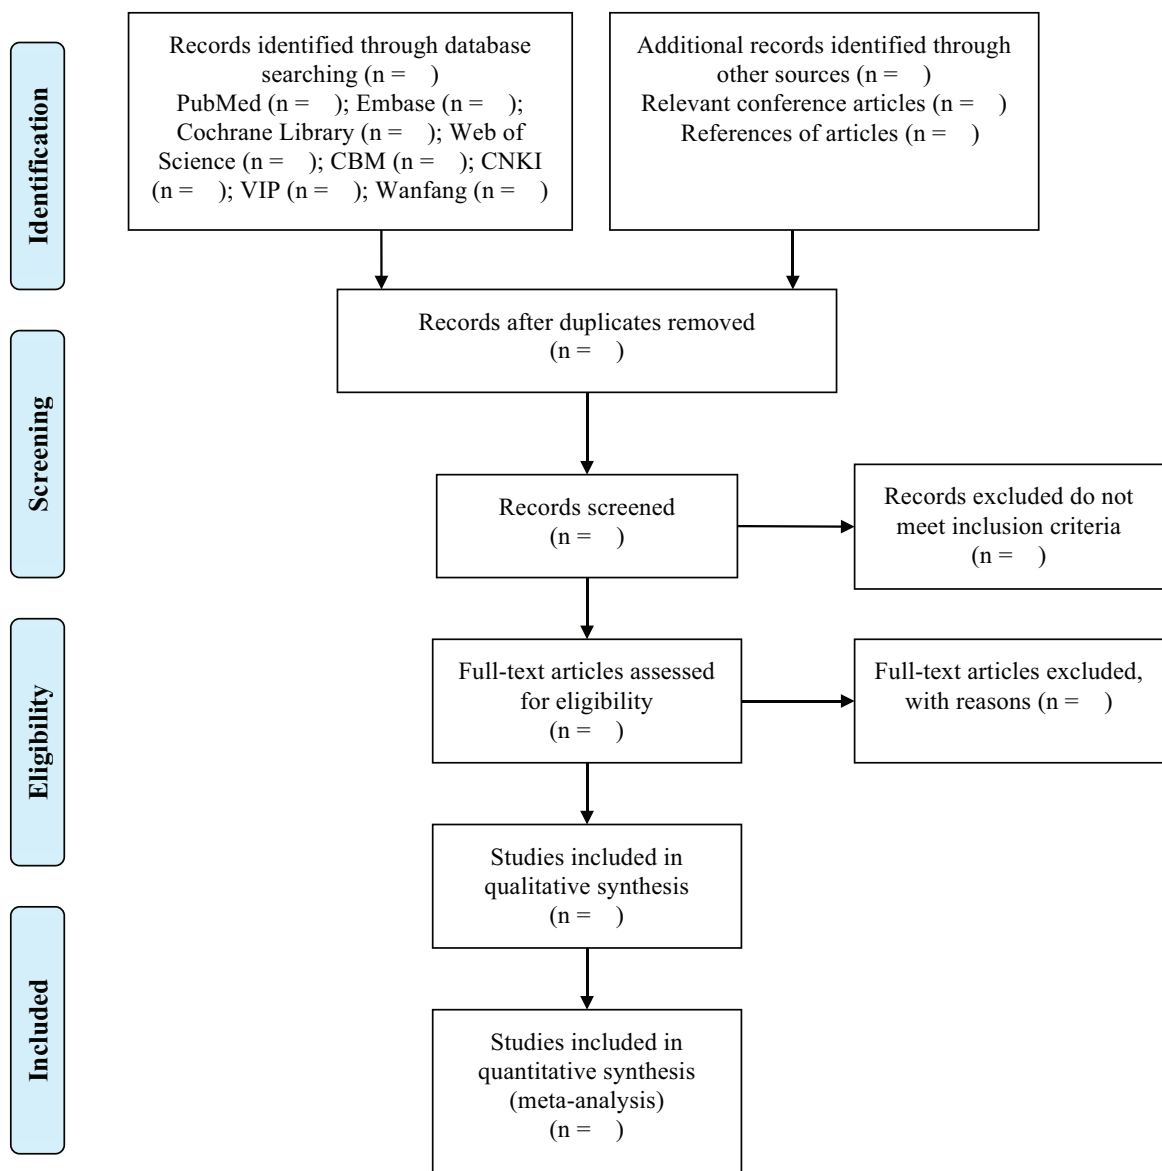 Identification
Records identified through database
searching (n =   )
PubMed (n =   ); Embase (n =   );
Cochrane Library (n =   ); Web of
Science (n =   ); CBM (n =   ); CNKI
(n =   ); VIP (n =   ); Wanfang (n =   )
Additional records identified through
other sources (n =   )
Relevant conference articles (n =   )
References of articles (n =   )
Records after duplicates removed
(n =   )
Screening
Records screened
(n =   )
Records excluded do not
meet inclusion criteria
(n =   )
Eligibility
Full-text articles assessed
for eligibility
(n =   )
Full-text articles excluded,
with reasons (n =   )
Studies included in
qualitative synthesis
(n =   )
Included
Studies included in
quantitative synthesis
(meta-analysis)
(n =   )